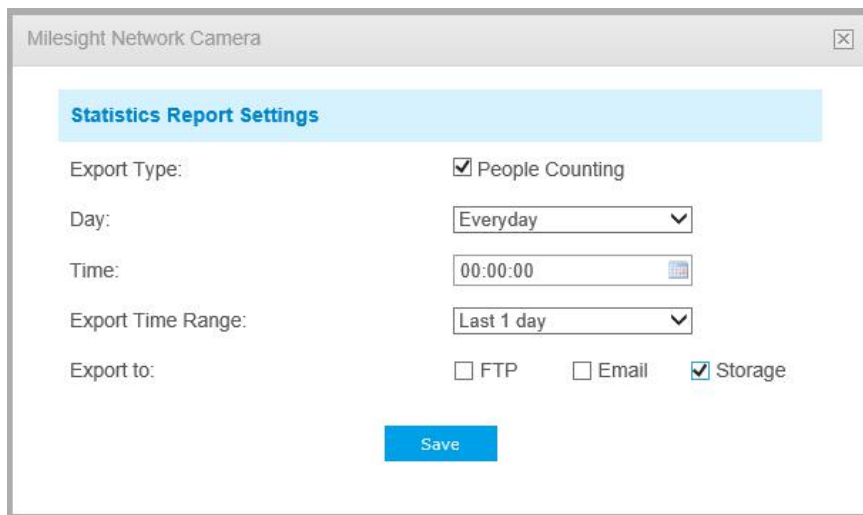 Milesight Network Camera
Statistics Report Settings
Export Type: People Counting
Day: Everyday
Time: 00:00:00
Export Time Range: Last 1 day
Export to: FTP Email Storage
Save